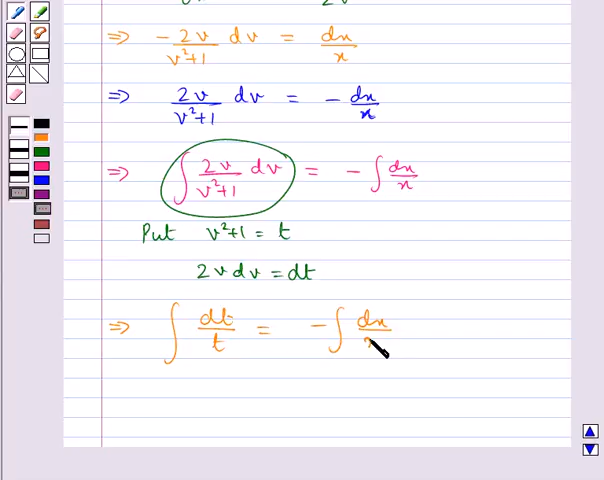 ⇒ - 2v/(v²+1) dv = dx/x
⇒ 2v/(v²+1) dv = - dx/x
⇒ ∫ 2v/(v²+1) dv = - ∫ dx/x
Put v²+1 = t
2v dv = dt
⇒ ∫ dt/t = - ∫ dx/x